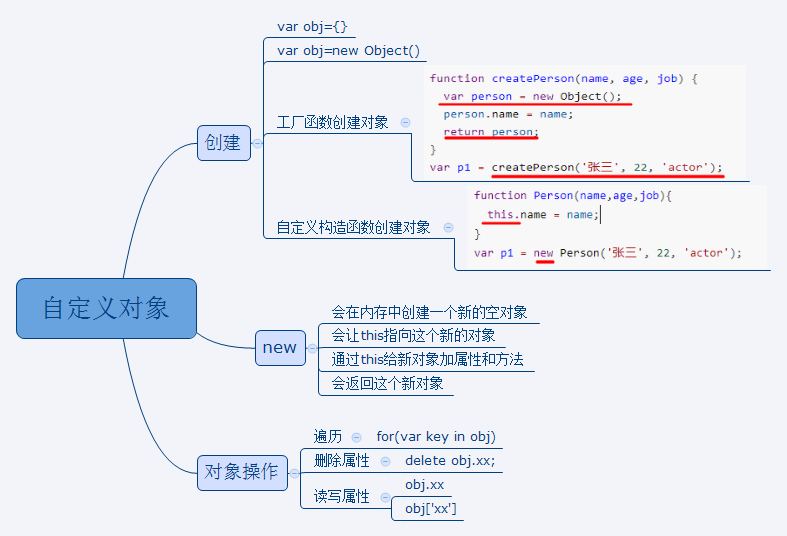 自定义对象
创建
var obj={}
var obj=new Object()
工厂函数创建对象
function createPerson(name, age, job) {
var person = new Object();
person.name = name;
return person;
}
var p1 = createPerson('张三', 22, 'actor');
自定义构造函数创建对象
function Person(name,age,job){
this.name = name;
}
var p1 = new Person('张三', 22, 'actor');
new
会在内存中创建一个新的空对象
会让this指向这个新的对象
通过this给新对象加属性和方法
会返回这个新对象
对象操作
遍历
for(var key in obj)
删除属性
delete obj.xx;
读写属性
obj.xx
obj['xx']